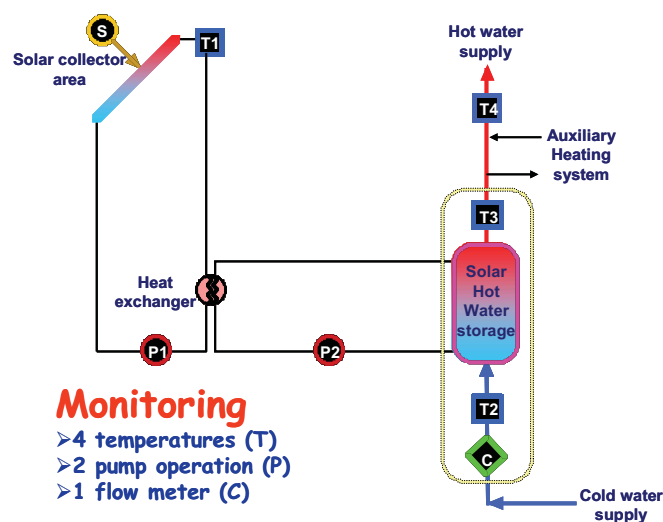 S
Solar collector
area
T1
Hot water
supply
T4
Auxiliary
Heating
system
T3
Heat
exchanger
Solar
Hot
Water
storage
P1
P2
Monitoring
➢4 temperatures (T)
➢2 pump operation (P)
➢1 flow meter (C)
T2
C
Cold water
supply